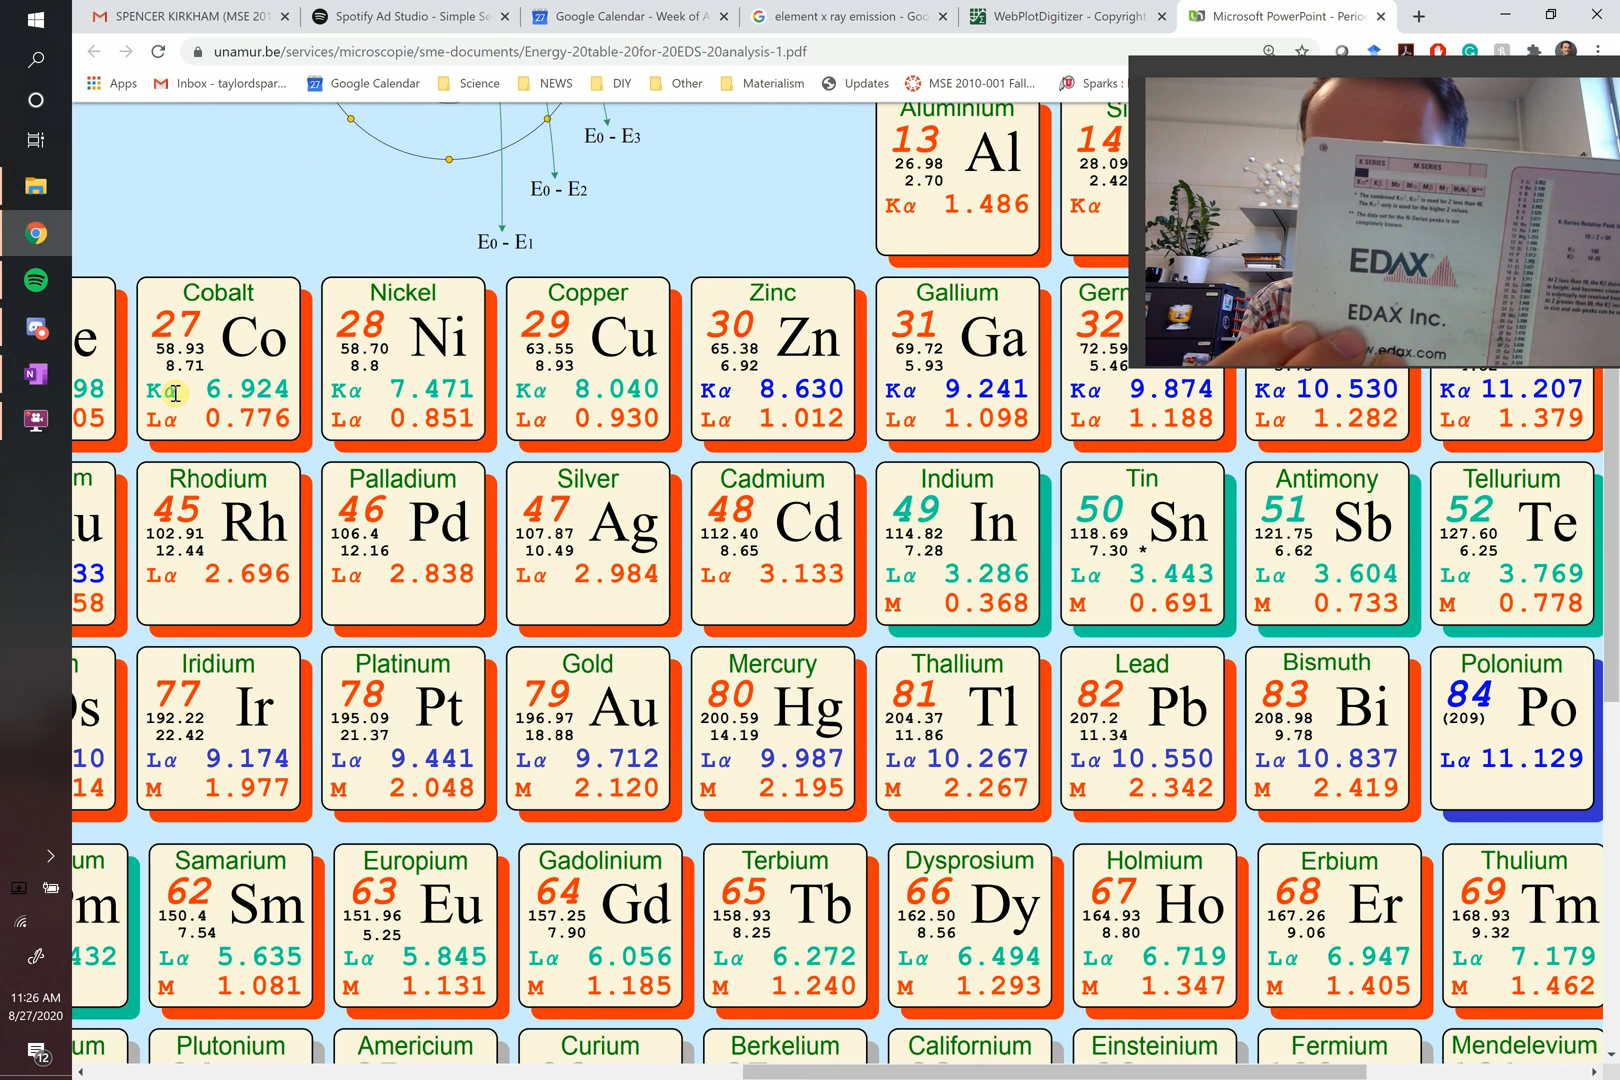 SPENCER KIRKHAM (MSE 201
Spotify Ad Studio - Simple Se
Google Calendar - Week of A
element x ray emission - Goo
WebPlotDigitizer - Copyright
Microsoft PowerPoint - Perio
unamur.be/services/microscopie/sme-documents/Energy-20table-20for-20EDS-20analysis-1.pdf
Apps
Inbox - taylordspar...
Google Calendar
Science
NEWS
DIY
Other
Materialism
Updates
MSE 2010-001 Fall...
Sparks :
E0 - E3
E0 - E2
E0 - E1
Aluminium
13 Al
26.98
2.70
Kα 1.486
Si
14
28.09
2.42
Kα
K SERIES M SERIES
EDAX
EDAX Inc.
w.edax.com
e
98
05
Cobalt
27 Co
58.93
8.71
Kα 6.924
Lα 0.776
Nickel
28 Ni
58.70
8.8
Kα 7.471
Lα 0.851
Copper
29 Cu
63.55
8.93
Kα 8.040
Lα 0.930
Zinc
30 Zn
65.38
6.92
Kα 8.630
Lα 1.012
Gallium
31 Ga
69.72
5.93
Kα 9.241
Lα 1.098
Germ
32
72.59
5.46
Kα 9.874
Lα 1.188
Kα 10.530
Lα 1.282
Kα 11.207
Lα 1.379
m
u
33
58
Rhodium
45 Rh
102.91
12.44
Lα 2.696
Palladium
46 Pd
106.4
12.16
Lα 2.838
Silver
47 Ag
107.87
10.49
Lα 2.984
Cadmium
48 Cd
112.40
8.65
Lα 3.133
Indium
49 In
114.82
7.28
Lα 3.286
M 0.368
Tin
50 Sn
118.69
7.30 *
Lα 3.443
M 0.691
Antimony
51 Sb
121.75
6.62
Lα 3.604
M 0.733
Tellurium
52 Te
127.60
6.25
Lα 3.769
M 0.778
s
10
14
Iridium
77 Ir
192.22
22.42
Lα 9.174
M 1.977
Platinum
78 Pt
195.09
21.37
Lα 9.441
M 2.048
Gold
79 Au
196.97
18.88
Lα 9.712
M 2.120
Mercury
80 Hg
200.59
14.19
Lα 9.987
M 2.195
Thallium
81 Tl
204.37
11.86
Lα 10.267
M 2.267
Lead
82 Pb
207.2
11.34
Lα 10.550
M 2.342
Bismuth
83 Bi
208.98
9.78
Lα 10.837
M 2.419
Polonium
84 Po
(209)
Lα 11.129
um
m
432
Samarium
62 Sm
150.4
7.54
Lα 5.635
M 1.081
Europium
63 Eu
151.96
5.25
Lα 5.845
M 1.131
Gadolinium
64 Gd
157.25
7.90
Lα 6.056
M 1.185
Terbium
65 Tb
158.93
8.25
Lα 6.272
M 1.240
Dysprosium
66 Dy
162.50
8.56
Lα 6.494
M 1.293
Holmium
67 Ho
164.93
8.80
Lα 6.719
M 1.347
Erbium
68 Er
167.26
9.06
Lα 6.947
M 1.405
Thulium
69 Tm
168.93
9.32
Lα 7.179
M 1.462
um
Plutonium
Americium
Curium
Berkelium
Californium
Einsteinium
Fermium
Mendelevium
11:26 AM
8/27/2020
12